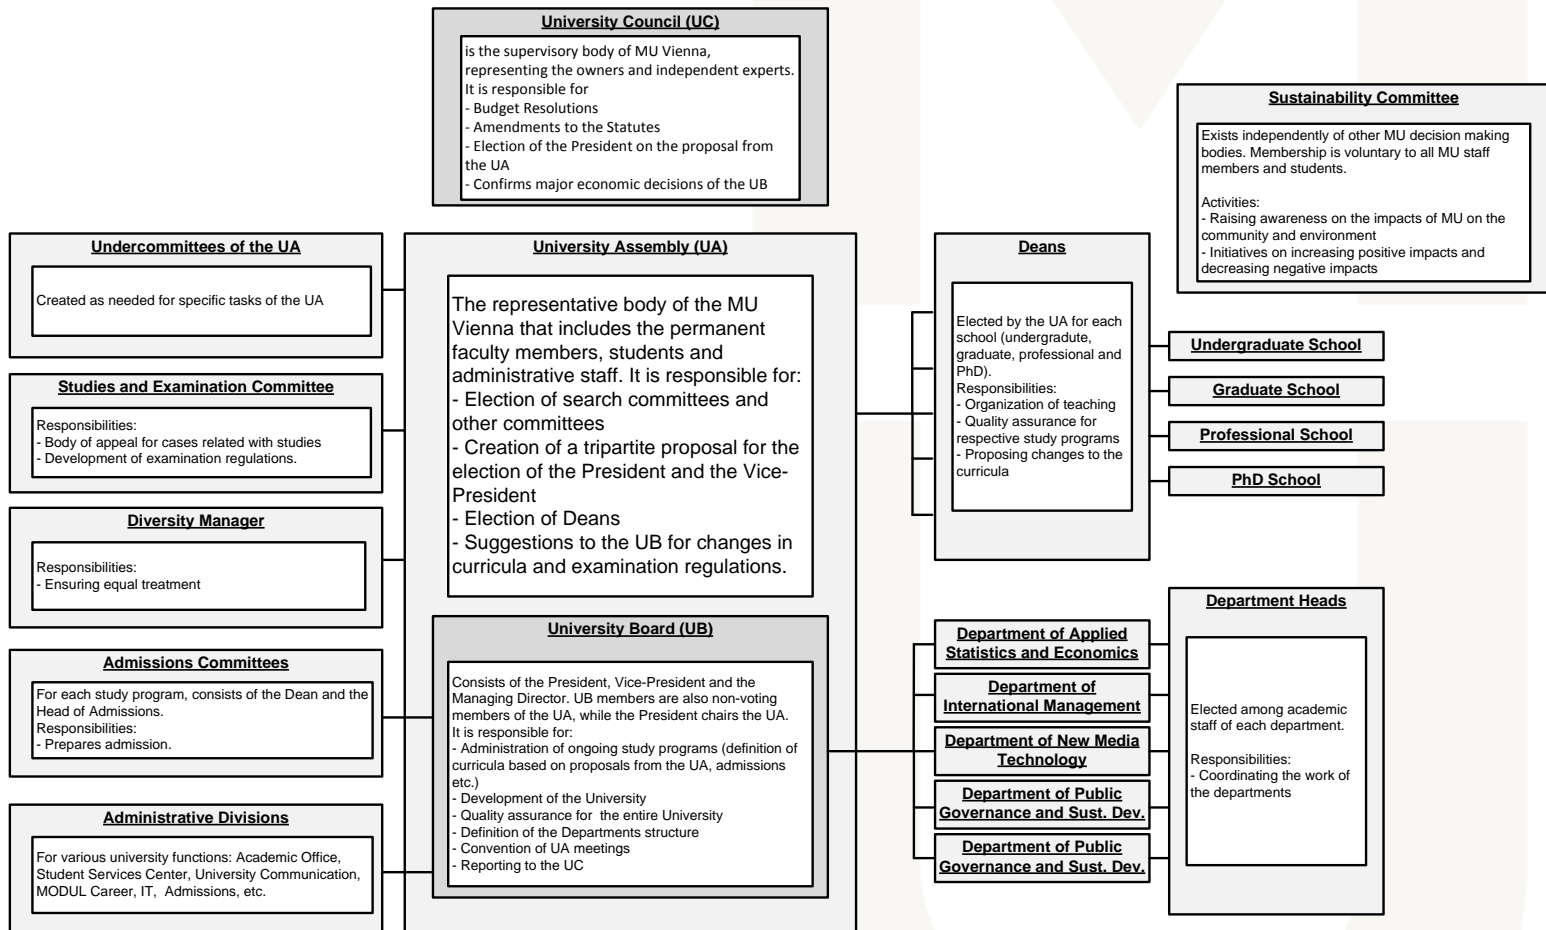 University Council (UC)
is the supervisory body of MU Vienna,
representing the owners and independent experts.
It is responsible for
- Budget Resolutions
- Amendments to the Statutes
- Election of the President on the proposal from
the UA
- Confirms major economic decisions of the UB
Sustainability Committee
Exists independently of other MU decision making
bodies. Membership is voluntary to all MU staff
members and students.
Activities:
- Raising awareness on the impacts of MU on the
community and environment
- Initiatives on increasing positive impacts and
decreasing negative impacts
Undercommittees of the UA
Created as needed for specific tasks of the UA
Studies and Examination Committee
Responsibilities:
- Body of appeal for cases related with studies
- Development of examination regulations.
Diversity Manager
Responsibilities:
- Ensuring equal treatment
Admissions Committees
For each study program, consists of the Dean and the
Head of Admissions.
Responsibilities:
- Prepares admission.
Administrative Divisions
For various university functions: Academic Office,
Student Services Center, University Communication,
MODUL Career, IT,  Admissions, etc.
University Assembly (UA)
The representative body of the MU
Vienna that includes the permanent
faculty members, students and
administrative staff. It is responsible for:
- Election of search committees and
other committees
- Creation of a tripartite proposal for the
election of the President and the Vice-
President
- Election of Deans
- Suggestions to the UB for changes in
curricula and examination regulations.
University Board (UB)
Consists of the President, Vice-President and the
Managing Director. UB members are also non-voting
members of the UA, while the President chairs the UA.
It is responsible for:
- Administration of ongoing study programs (definition of
curricula based on proposals from the UA, admissions
etc.)
- Development of the University
- Quality assurance for  the entire University
- Definition of the Departments structure
- Convention of UA meetings
- Reporting to the UC
Deans
Elected by the UA for each
school (undergradute,
graduate, professional and
PhD).
Responsibilities:
- Organization of teaching
- Quality assurance for
respective study programs
- Proposing changes to the
curricula
Undergraduate School
Graduate School
Professional School
PhD School
Department of Applied
Statistics and Economics
Department of
International Management
Department of New Media
Technology
Department of Public
Governance and Sust. Dev.
Department of Public
Governance and Sust. Dev.
Department Heads
Elected among academic
staff of each department.
Responsibilities:
- Coordinating the work of
the departments